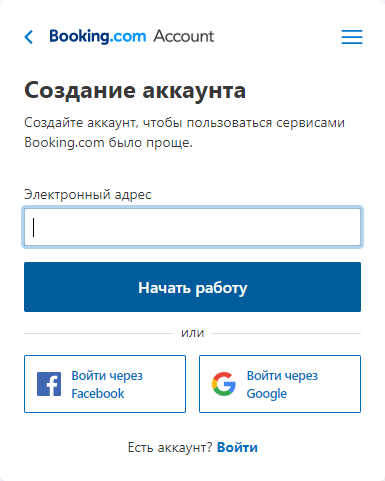 Booking.com Account
Создание аккаунта
Создайте аккаунт, чтобы пользоваться сервисами
Booking.com было проще.
Электронный адрес
Начать работу
или
Войти через
Facebook
Войти через
Google
Есть аккаунт? Войти